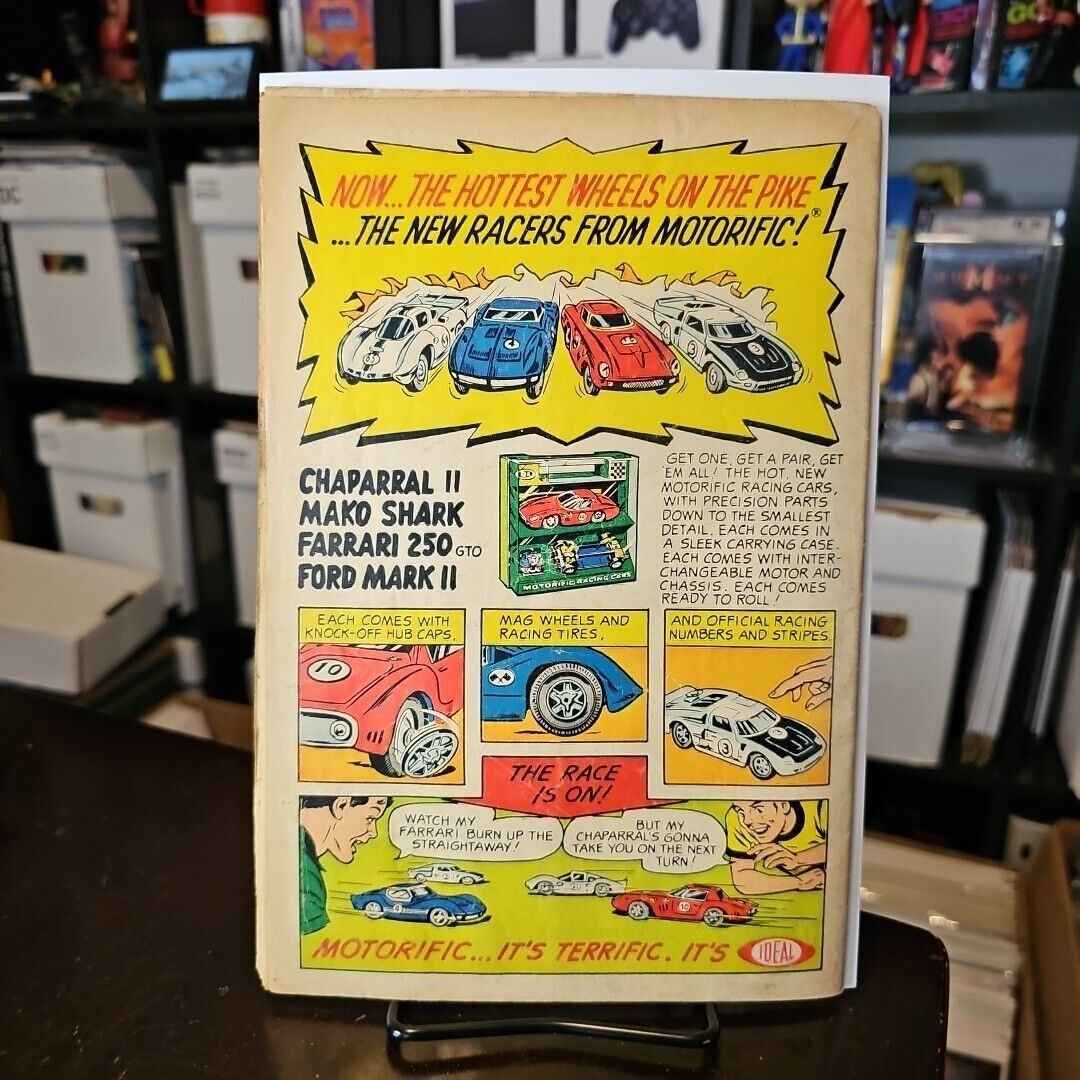 NOW... THE HOTTEST WHEELS ON THE PIKE
...THE NEW RACERS FROM MOTORIFIC!®
CHAPARRAL II
MAKO SHARK
FARRARI 250 GTO
FORD MARK II
MOTORIFIC RACING CARS
GET ONE, GET A PAIR, GET
'EM ALL! THE HOT, NEW
MOTORIFIC RACING CARS,
WITH PRECISION PARTS
DOWN TO THE SMALLEST
DETAIL. EACH COMES IN
A SLEEK CARRYING CASE.
EACH COMES WITH INTER-
CHANGEABLE MOTOR AND
CHASSIS. EACH COMES
READY TO ROLL!
EACH COMES WITH
KNOCK-OFF HUB CAPS,
10
MAG WHEELS AND
RACING TIRES,
AND OFFICIAL RACING
NUMBERS AND STRIPES.
3
THE RACE
IS ON!
WATCH MY
FARRARI BURN UP THE
STRAIGHTAWAY!
BUT MY
CHAPARRAL'S GONNA
TAKE YOU ON THE NEXT
TURN!
10
MOTORIFIC... IT'S TERRIFIC. IT'S IDEAL